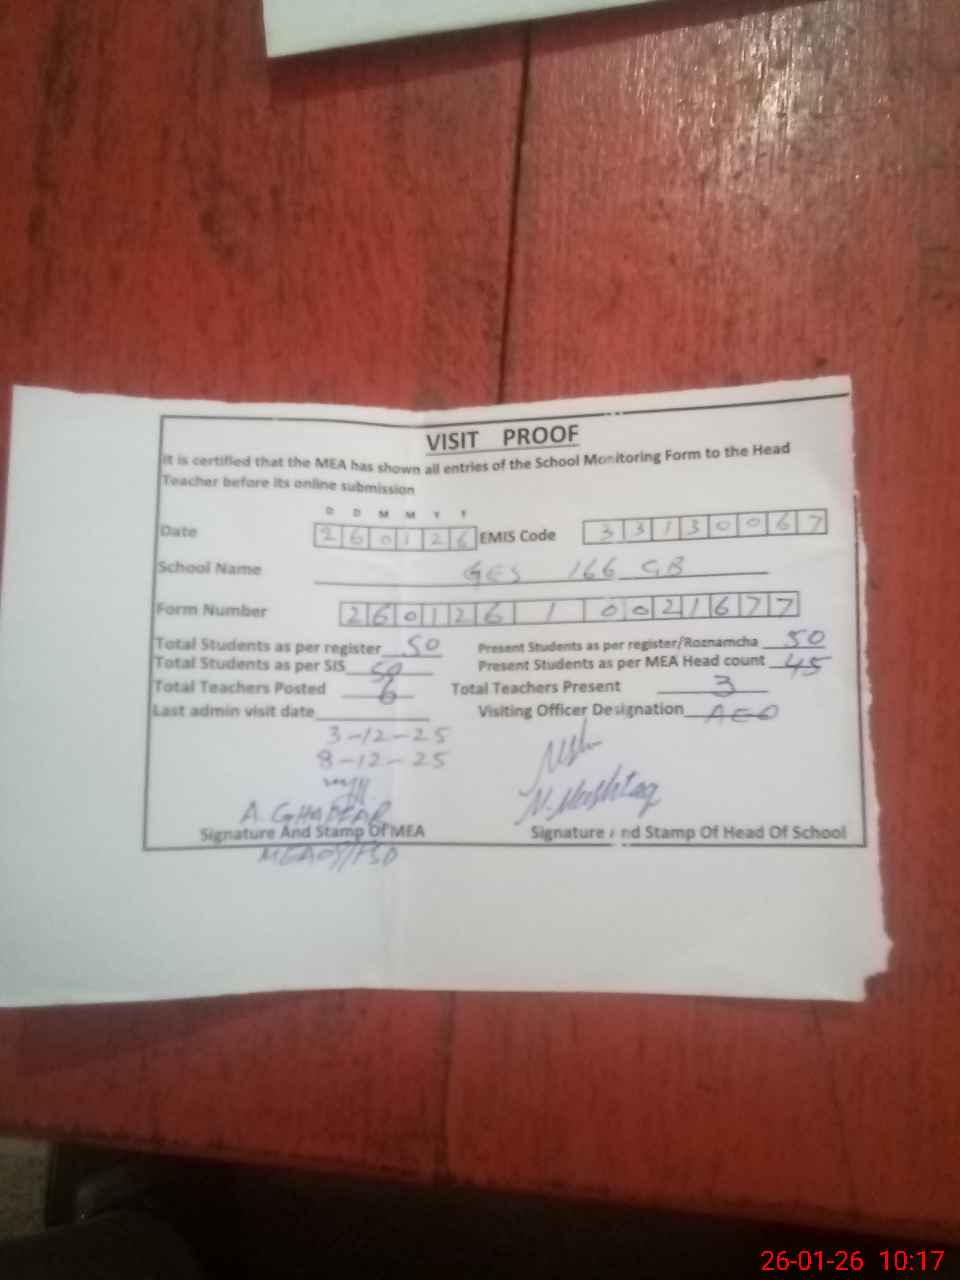 VISIT PROOF
It is certified that the MEA has shown all entries of the School Monitoring Form to the Head
Teacher before its online submission
D D M M Y Y
Date 260126 EMIS Code 33130067
School Name GES 166 GB
Form Number 260126 1 0021677
Total Students as per register 50 Present Students as per register/Roznamcha 50
Total Students as per SIS 50 Present Students as per MEA Head count 45
Total Teachers Posted 6 Total Teachers Present 3
Last admin visit date Visiting Officer Designation AEO
3-12-25
8-12-25
A. GHAFFAR N. Mushtaq
Signature And Stamp Of MEA Signature And Stamp Of Head Of School
26-01-26 10:17